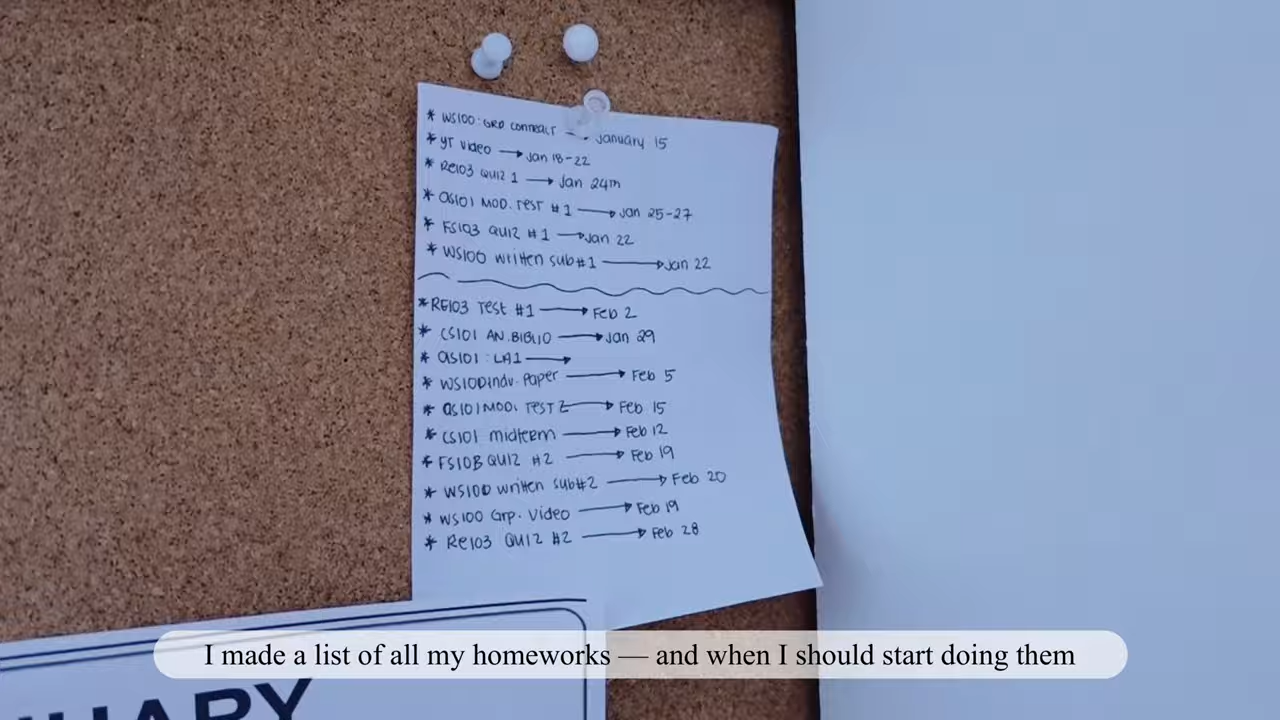 * WS100: GRP CONTRACT → January 15
* YT video → Jan 18-22
* RE103 QUIZ 1 → Jan 24th
* AS101 MOD. TEST #1 → Jan 25-27
* FS103 QUIZ #1 → Jan 22
* WS100 written sub#1 → Jan 22
* RE103 Test #1 → Feb 2
* CS101 AN.BIBLIO → Jan 29
* AS101 : LA1 →
* WS100 Indv. Paper → Feb 5
* AS101 MOD. TEST 2 → Feb 15
* CS101 midterm → Feb 12
* FS103 QUIZ #2 → Feb 19
* WS100 written sub#2 → Feb 20
* WS100 Grp. Video → Feb 19
* RE103 QUIZ #2 → Feb 28
I made a list of all my homeworks — and when I should start doing them